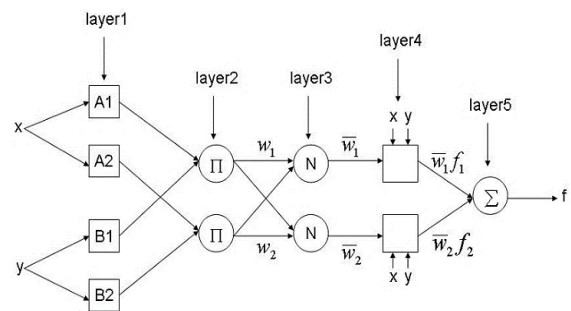 layer1
layer4
layer2
layer3
layer5
A1
x y
x
w₁
w̅₁
w̅₁f₁
A2
Π
N
Σ
f
B1
Π
N
w₂
w̅₂
w̅₂f₂
y
B2
x y